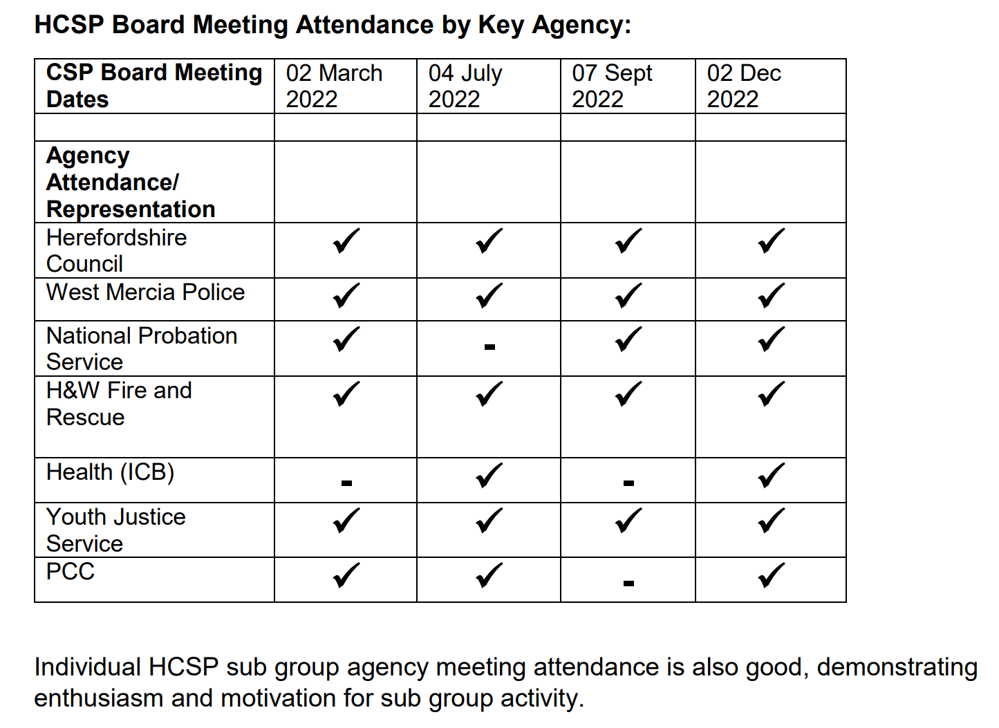 HCSP Board Meeting Attendance by Key Agency:
CSP Board Meeting Dates 02 March 2022 04 July 2022 07 Sept 2022 02 Dec 2022
Agency Attendance/ Representation
Herefordshire Council ✓ ✓ ✓ ✓
West Mercia Police ✓ ✓ ✓ ✓
National Probation Service ✓ - ✓ ✓
H&W Fire and Rescue ✓ ✓ ✓ ✓
Health (ICB) - ✓ - ✓
Youth Justice Service ✓ ✓ ✓ ✓
PCC ✓ ✓ - ✓
Individual HCSP sub group agency meeting attendance is also good, demonstrating
enthusiasm and motivation for sub group activity.